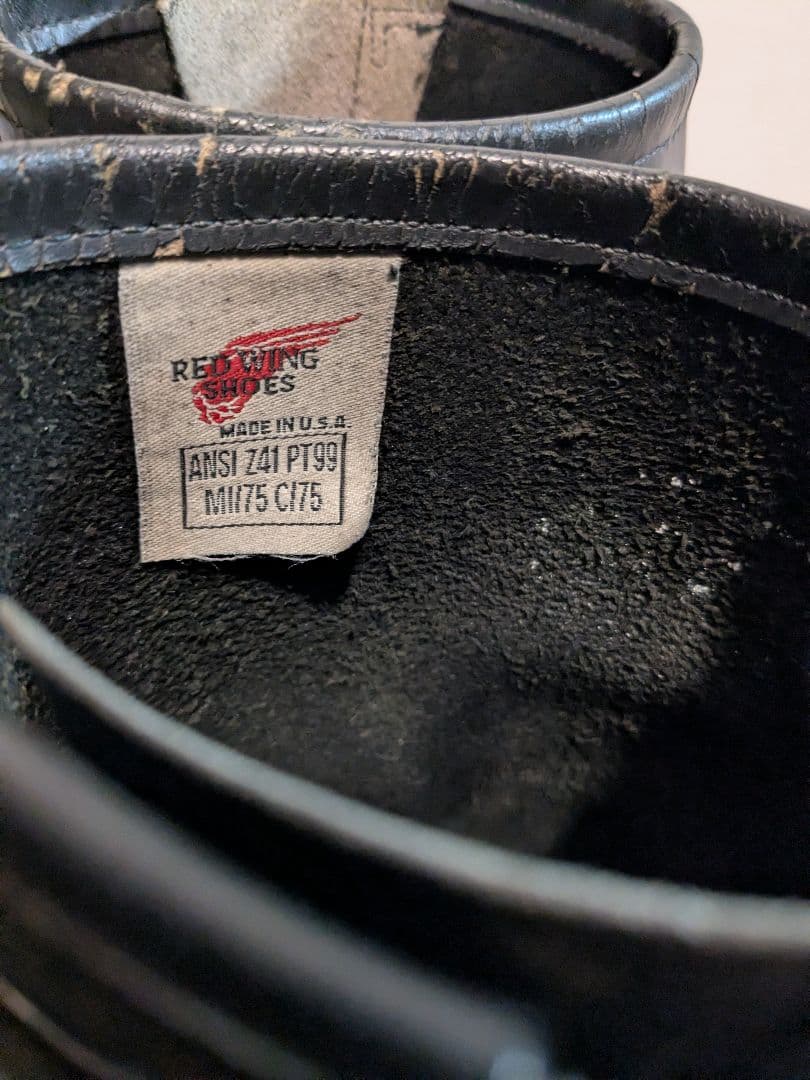 RED WING
SHOES
MADE IN U.S.A.
ANSI Z41 PT99
MI/75 C/75